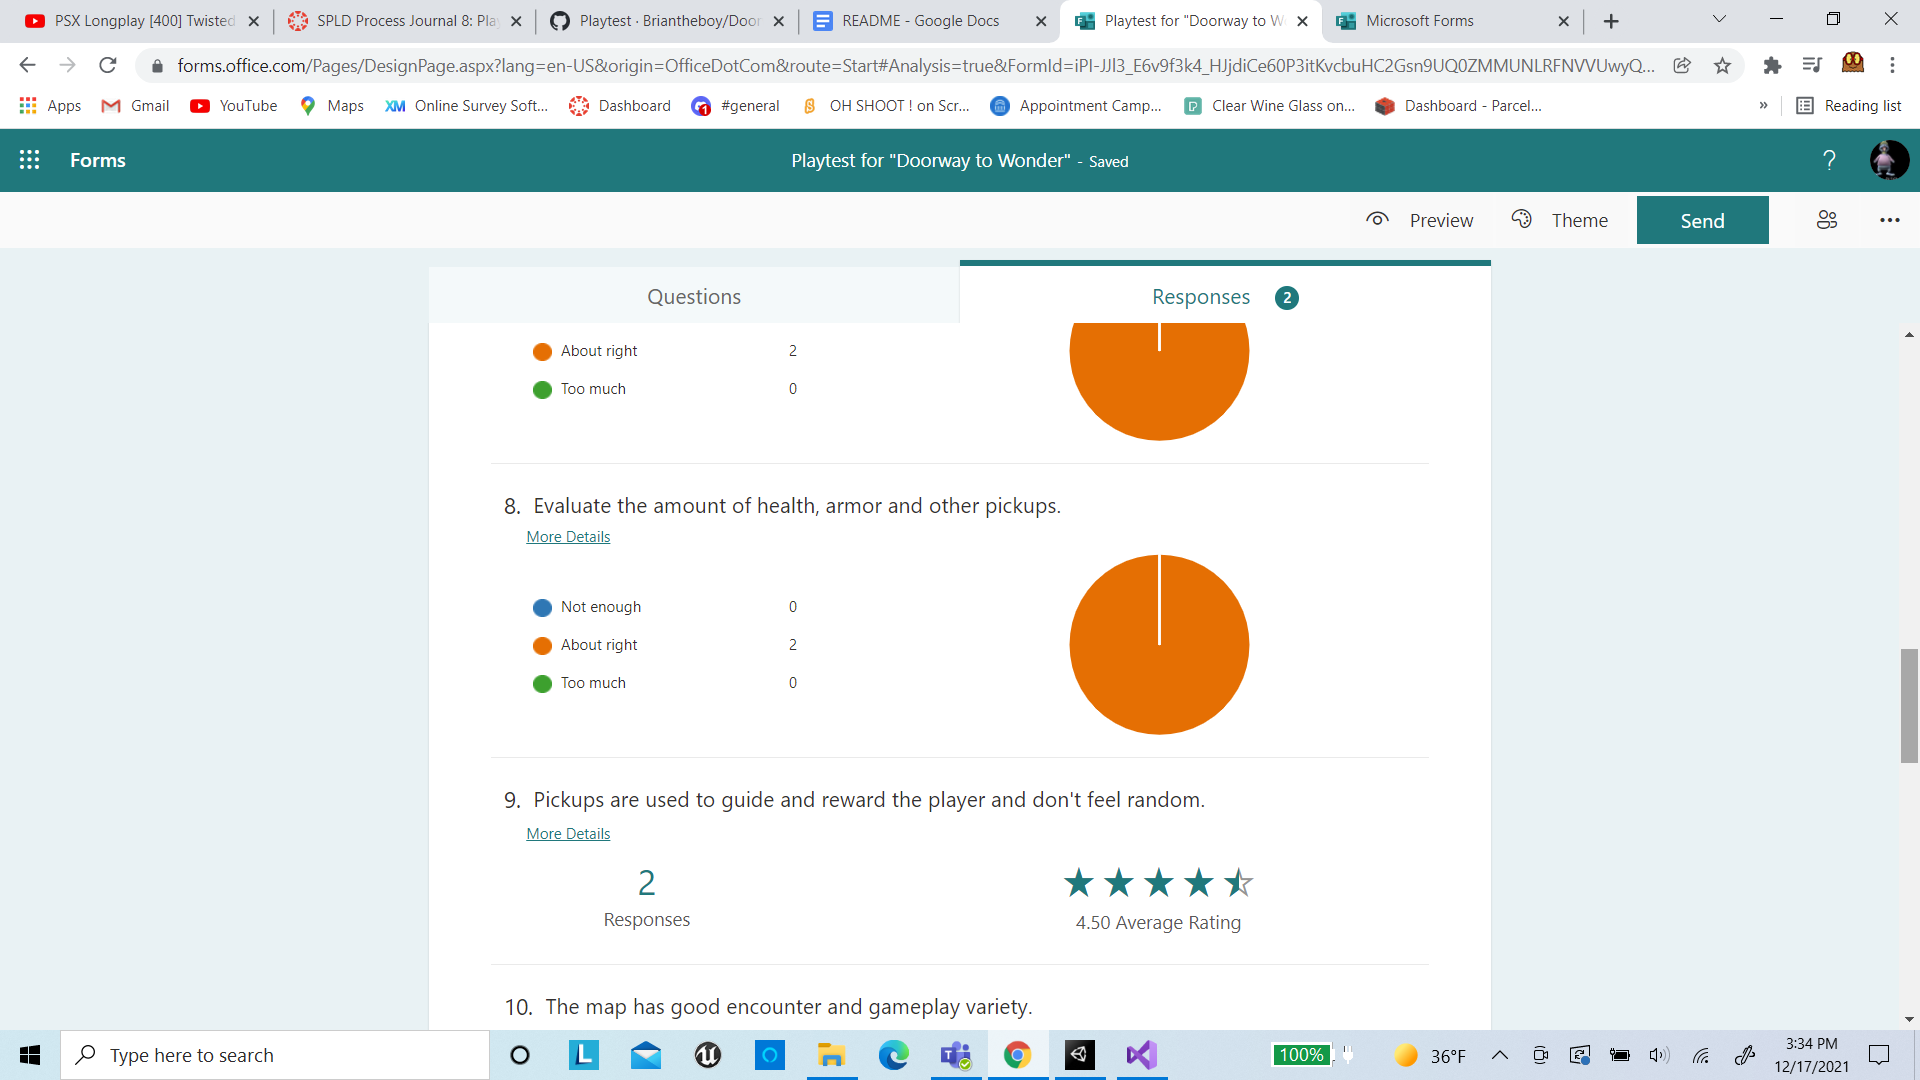 PSX Longplay [400] Twisted
SPLD Process Journal 8: Play
Playtest · Briantheboy/Door
README - Google Docs
Playtest for "Doorway to W
Microsoft Forms
forms.office.com/Pages/DesignPage.aspx?lang=en-US&origin=OfficeDotCom&route=Start#Analysis=true&FormId=iPI-JJl3_E6v9f3k4_HJjdiCe60P3itKvcbuHC2Gsn9UQ0ZMMUNLRFNVVUwyQ...
Apps
Gmail
YouTube
Maps
XM Online Survey Soft...
Dashboard
#general
OH SHOOT ! on Scr...
Appointment Camp...
Clear Wine Glass on...
Dashboard - Parcel...
»
Reading list
Forms
Playtest for "Doorway to Wonder" - Saved
?
Preview
Theme
Send
Questions
Responses 2
About right 2
Too much 0
8. Evaluate the amount of health, armor and other pickups.
More Details
Not enough 0
About right 2
Too much 0
9. Pickups are used to guide and reward the player and don't feel random.
More Details
2
Responses
4.50 Average Rating
10. The map has good encounter and gameplay variety.
Type here to search
L
100%
36°F
3:34 PM
12/17/2021